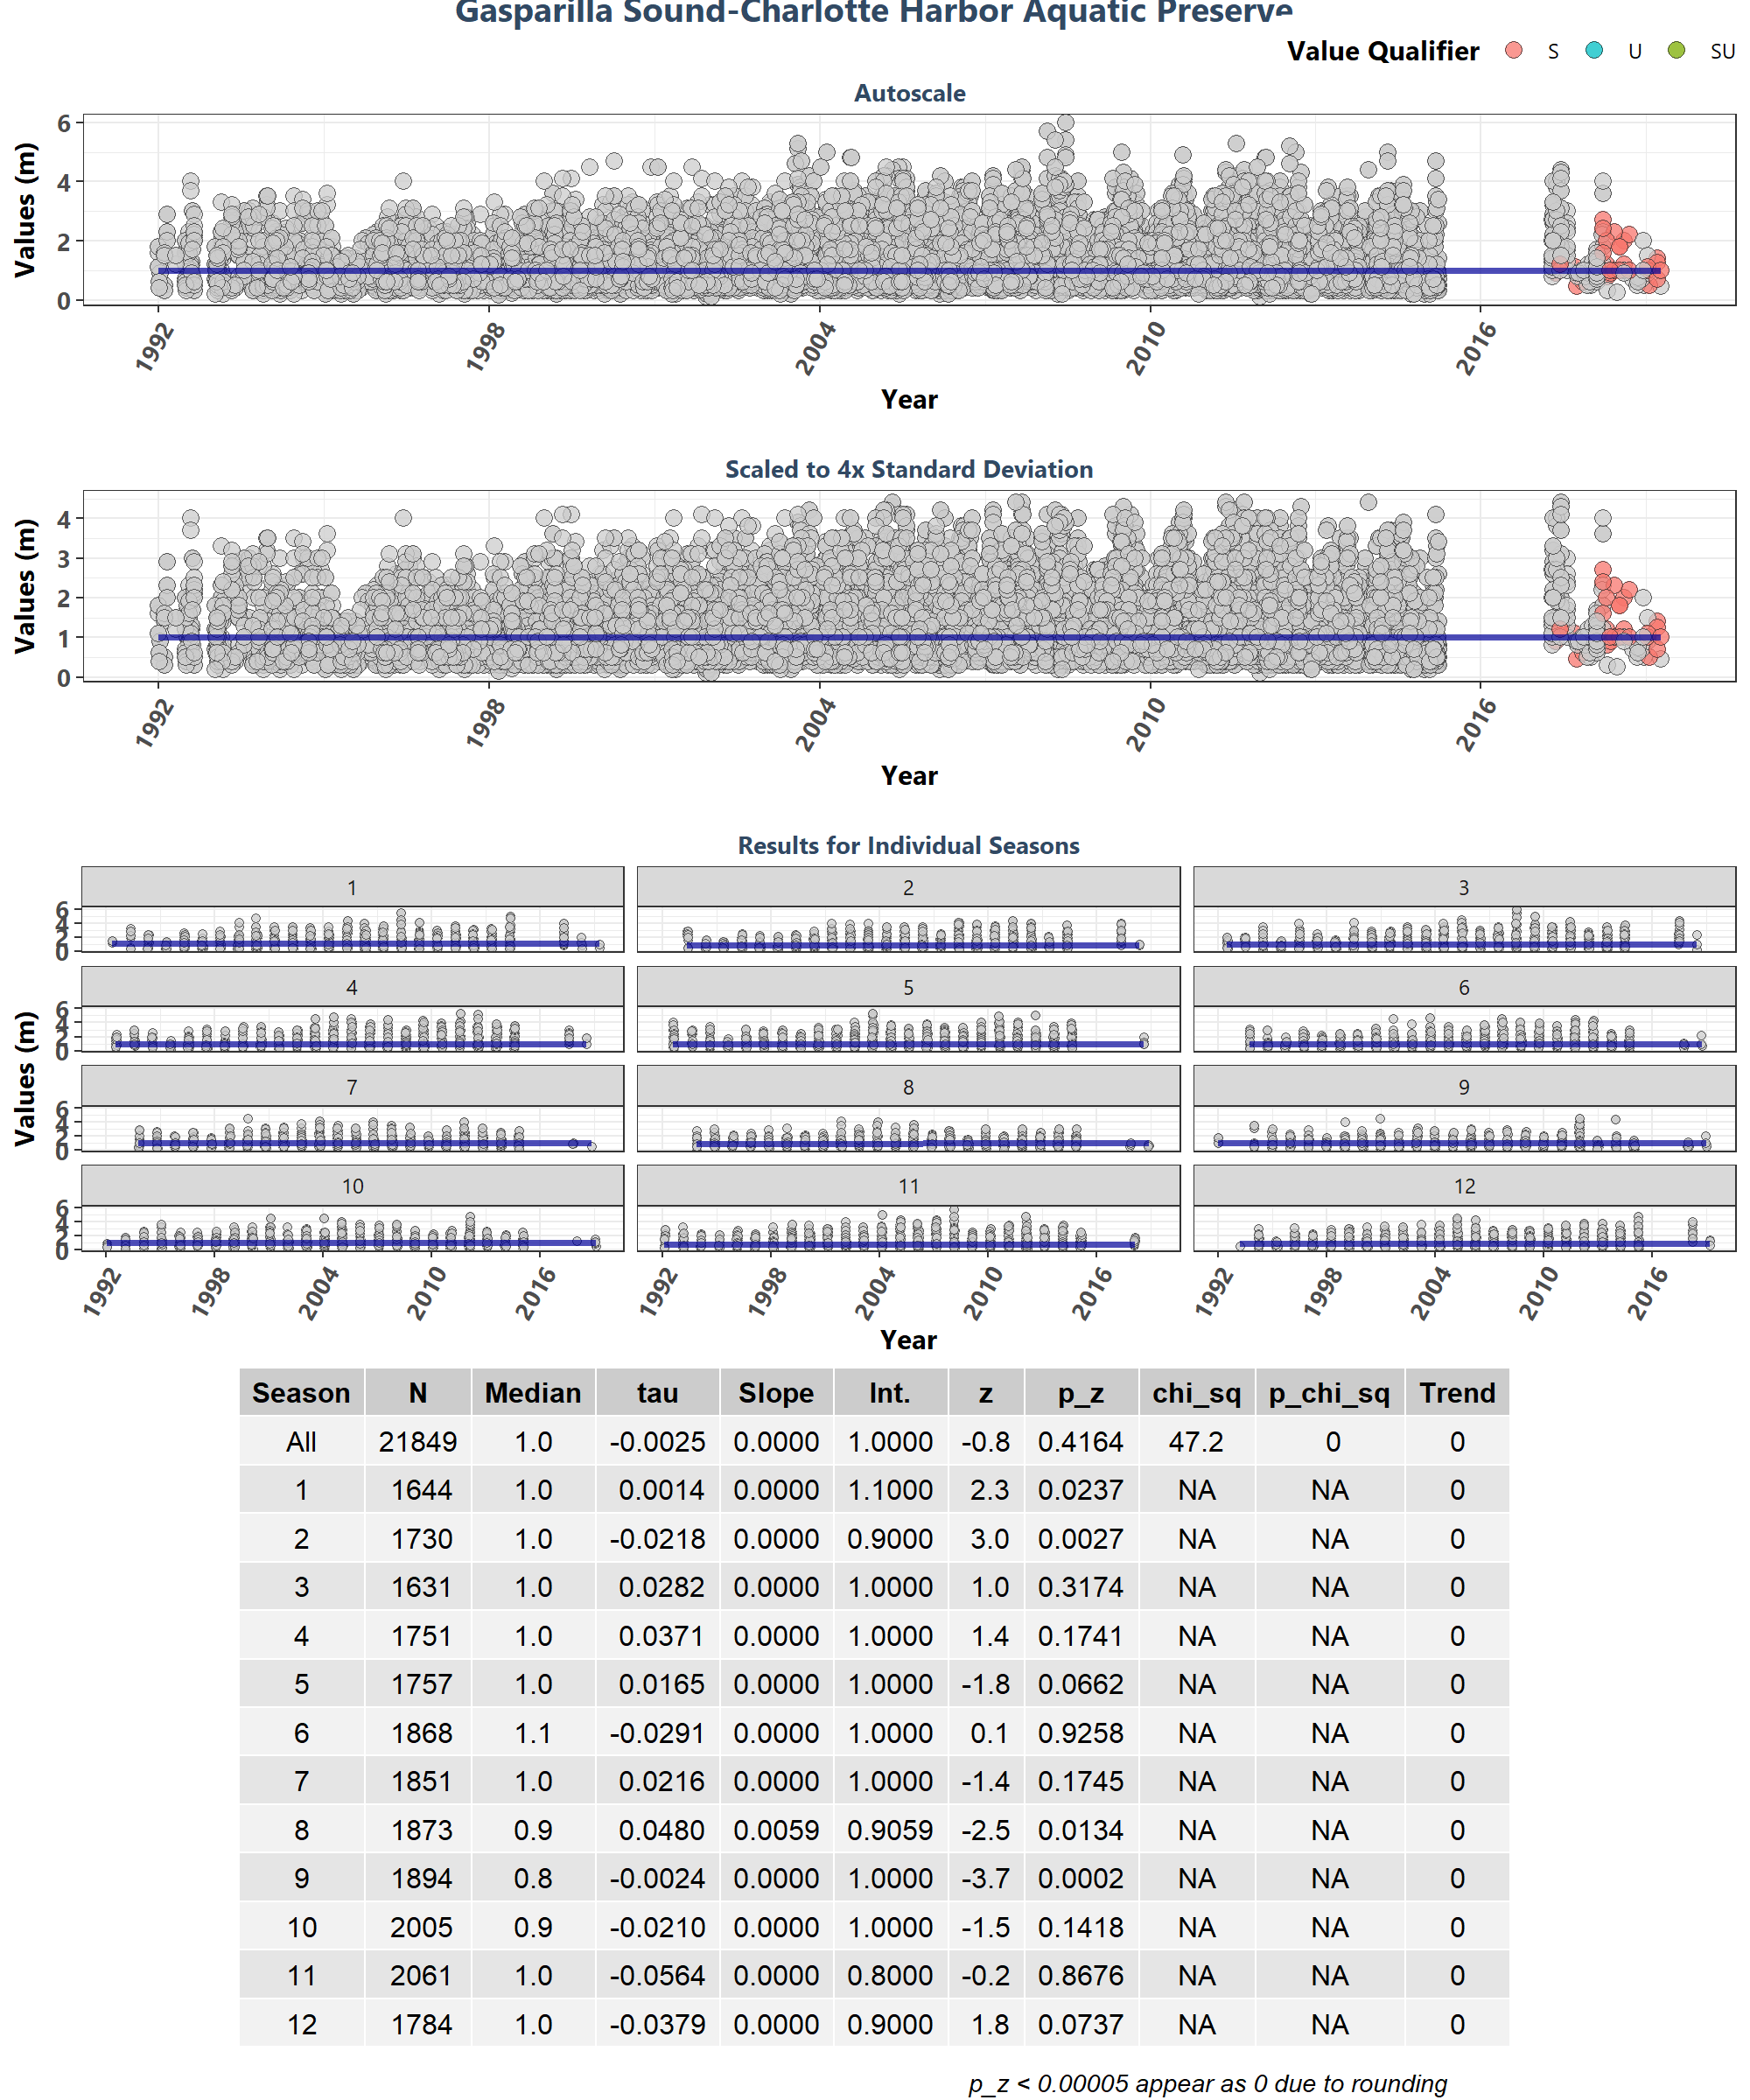 Gasparilla Sound-Charlotte Harbor Aquatic Preserve
Value Qualifier S U SU
Autoscale
Values (m)
6
4
2
0
1992 1998 2004 2010 2016
Year
Scaled to 4x Standard Deviation
Values (m)
4
3
2
1
0
1992 1998 2004 2010 2016
Year
Results for Individual Seasons
Values (m)
1 2 3
6
4
2
0
4 5 6
6
4
2
0
7 8 9
6
4
2
0
10 11 12
6
4
2
0
1992 1998 2004 2010 2016 1992 1998 2004 2010 2016 1992 1998 2004 2010 2016
Year
Season N Median tau Slope Int. z p_z chi_sq p_chi_sq Trend
All 21849 1.0 -0.0025 0.0000 1.0000 -0.8 0.4164 47.2 0 0
1 1644 1.0 0.0014 0.0000 1.1000 2.3 0.0237 NA NA 0
2 1730 1.0 -0.0218 0.0000 0.9000 3.0 0.0027 NA NA 0
3 1631 1.0 0.0282 0.0000 1.0000 1.0 0.3174 NA NA 0
4 1751 1.0 0.0371 0.0000 1.0000 1.4 0.1741 NA NA 0
5 1757 1.0 0.0165 0.0000 1.0000 -1.8 0.0662 NA NA 0
6 1868 1.1 -0.0291 0.0000 1.0000 0.1 0.9258 NA NA 0
7 1851 1.0 0.0216 0.0000 1.0000 -1.4 0.1745 NA NA 0
8 1873 0.9 0.0480 0.0059 0.9059 -2.5 0.0134 NA NA 0
9 1894 0.8 -0.0024 0.0000 1.0000 -3.7 0.0002 NA NA 0
10 2005 0.9 -0.0210 0.0000 1.0000 -1.5 0.1418 NA NA 0
11 2061 1.0 -0.0564 0.0000 0.8000 -0.2 0.8676 NA NA 0
12 1784 1.0 -0.0379 0.0000 0.9000 1.8 0.0737 NA NA 0
p_z < 0.00005 appear as 0 due to rounding